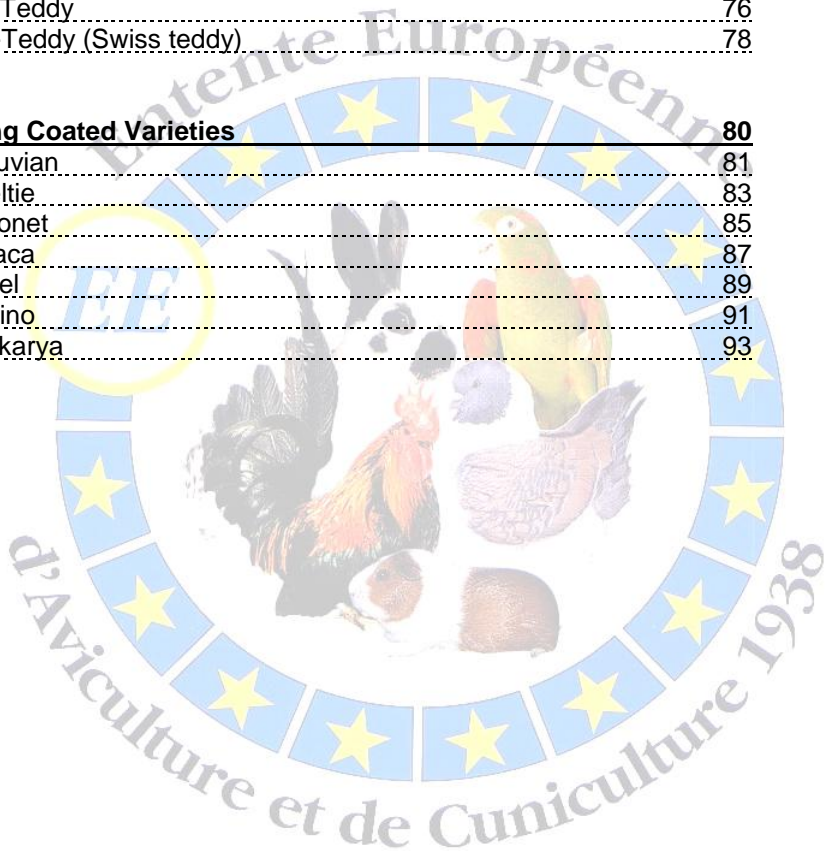 Teddy 76
Teddy (Swiss teddy) 78
ng Coated Varieties 80
uvian 81
ltie 83
onet 85
aca 87
el 89
ino 91
karya 93
Entente Européenne
EE
d'Aviculture et de Cuniculture 1938